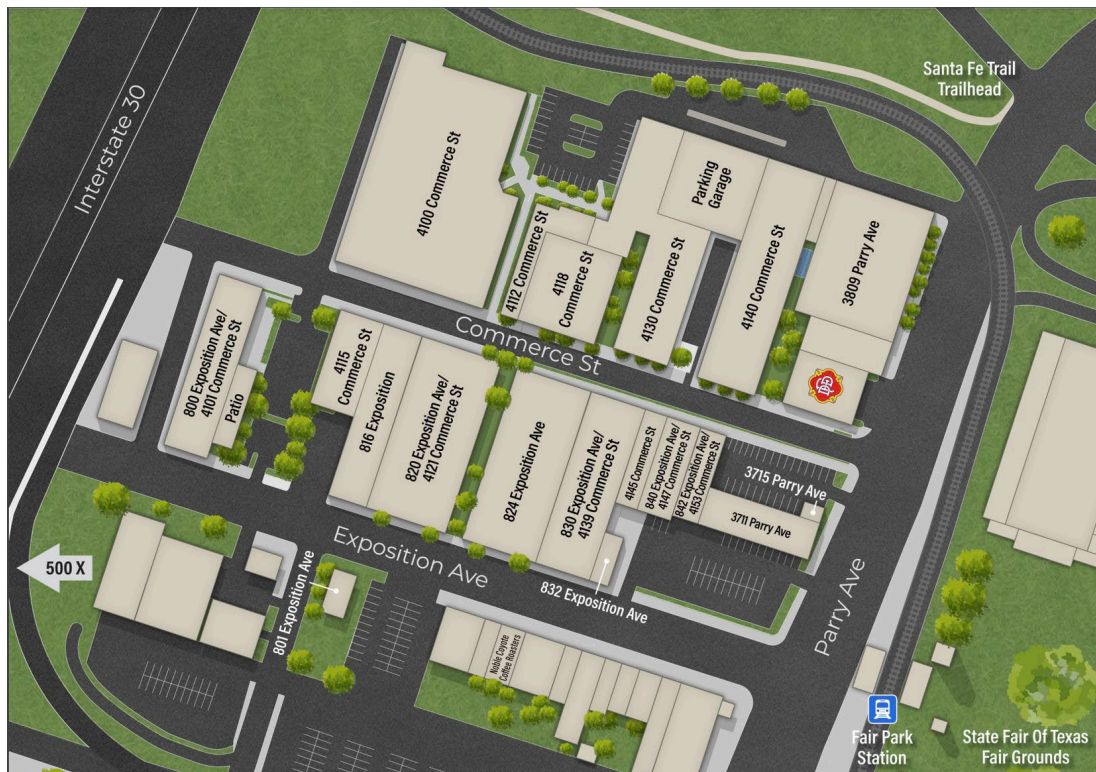 Santa Fe Trail
Trailhead
Interstate 30
4100 Commerce St
Parking
Garage
4112 Commerce St
4118
Commerce St
4130 Commerce St
4140 Commerce St
3809 Parry Ave
Commerce St
800 Exposition Ave/
4101 Commerce St
Patio
4115
Commerce St
816 Exposition
820 Exposition Ave/
4121 Commerce St
824 Exposition Ave
830 Exposition Ave/
4139 Commerce St
4145 Commerce St
840 Exposition Ave/
4147 Commerce St
842 Exposition Ave/
4153 Commerce St
3715 Parry Ave
3711 Parry Ave
Exposition Ave
832 Exposition Ave
500 X
801 Exposition Ave
Parry Ave
Noble Coyote
Coffee Roasters
Fair Park
Station
State Fair Of Texas
Fair Grounds